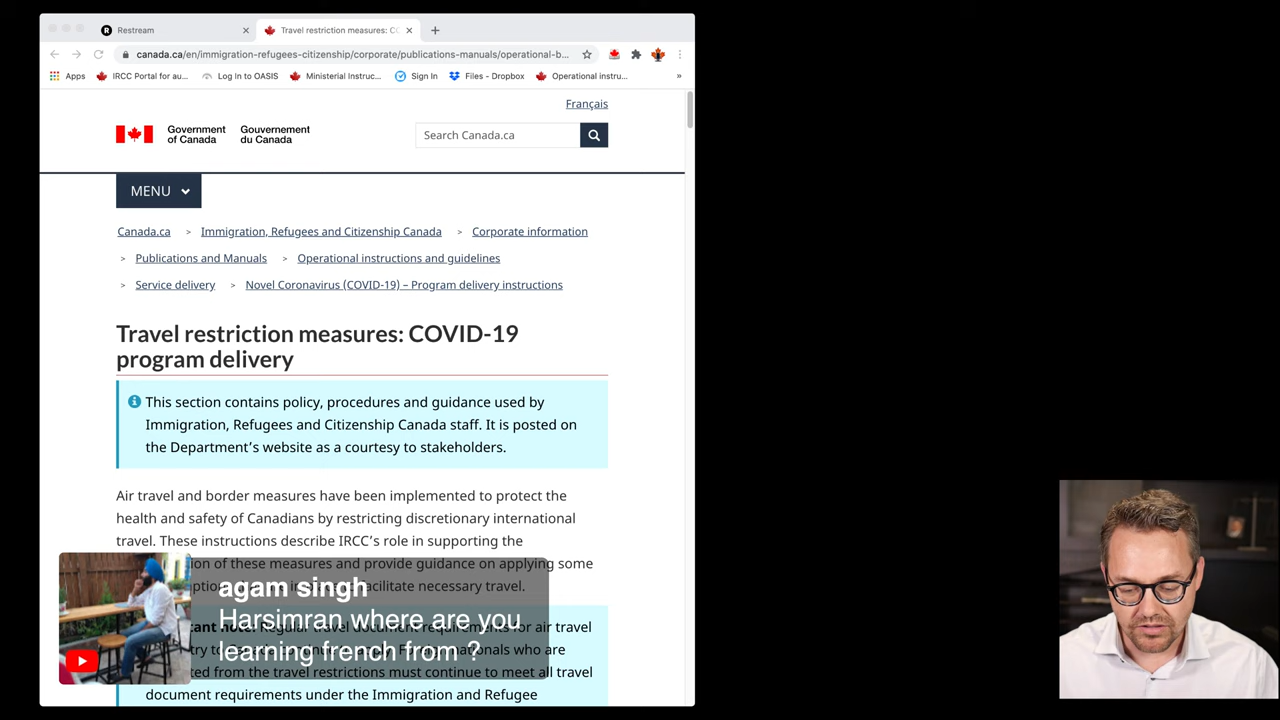 Restream
Travel restriction measures: CO
canada.ca/en/immigration-refugees-citizenship/corporate/publications-manuals/operational-b...
Apps
IRCC Portal for au...
Log In to OASIS
Ministerial Instruc...
Sign In
Files - Dropbox
Operational instru...
»
Français
Government of Canada
Gouvernement du Canada
Search Canada.ca
MENU
Canada.ca > Immigration, Refugees and Citizenship Canada > Corporate information
> Publications and Manuals > Operational instructions and guidelines
> Service delivery > Novel Coronavirus (COVID-19) – Program delivery instructions
Travel restriction measures: COVID-19
program delivery
This section contains policy, procedures and guidance used by
Immigration, Refugees and Citizenship Canada staff. It is posted on
the Department's website as a courtesy to stakeholders.
Air travel and border measures have been implemented to protect the
health and safety of Canadians by restricting discretionary international
travel. These instructions describe IRCC's role in supporting the
of these measures and provide guidance on applying some
facilitate necessary travel.
agam singh
Harsimran where are you
learning french from ?
note: Regular travel document requirements for air travel
who are
from the travel restrictions must continue to meet all travel
document requirements under the Immigration and Refugee